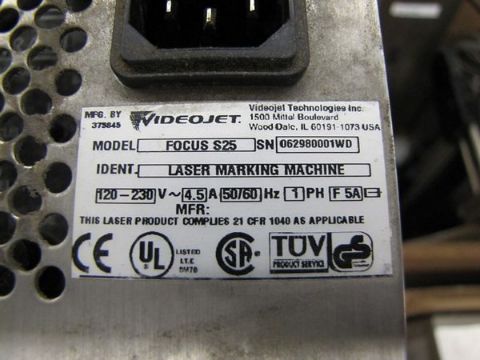 MFG. BY
375845
VIDEOJET.
Videojet Technologies Inc.
1500 Mittal Boulevard
Wood Dale, IL 60191-1073 USA
MODEL FOCUS S25 SN 062980001WD
IDENT. LASER MARKING MACHINE
120-230 V~ 4.5 A 50/60 Hz 1 PH F 5A
MFR:
THIS LASER PRODUCT COMPLIES 21 CFR 1040 AS APPLICABLE
CE
UL
LISTED
I.T.E
SA
TÜV
PRODUCT SERVICE
GS